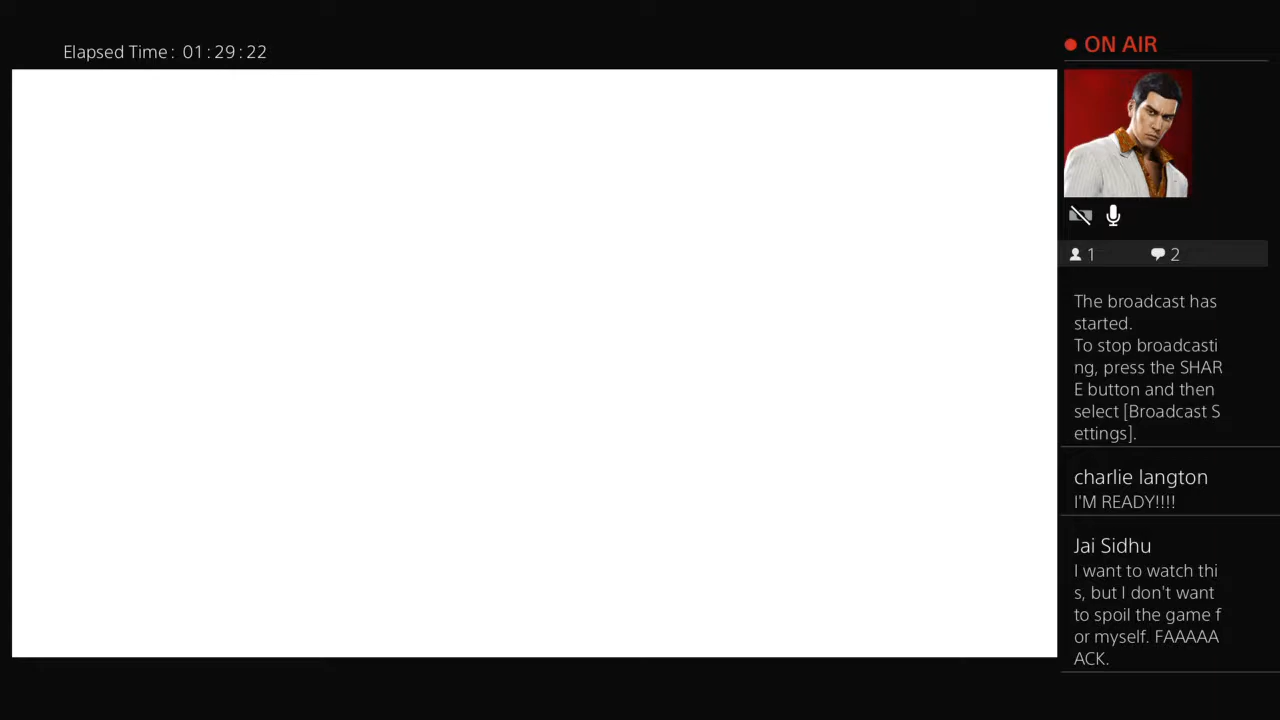 Elapsed Time: 01:29:22
ON AIR
1 2
The broadcast has
started.
To stop broadcasti
ng, press the SHAR
E button and then
select [Broadcast S
ettings].
charlie langton
I'M READY!!!!
Jai Sidhu
I want to watch thi
s, but I don't want
to spoil the game f
or myself. FAAAAA
ACK.